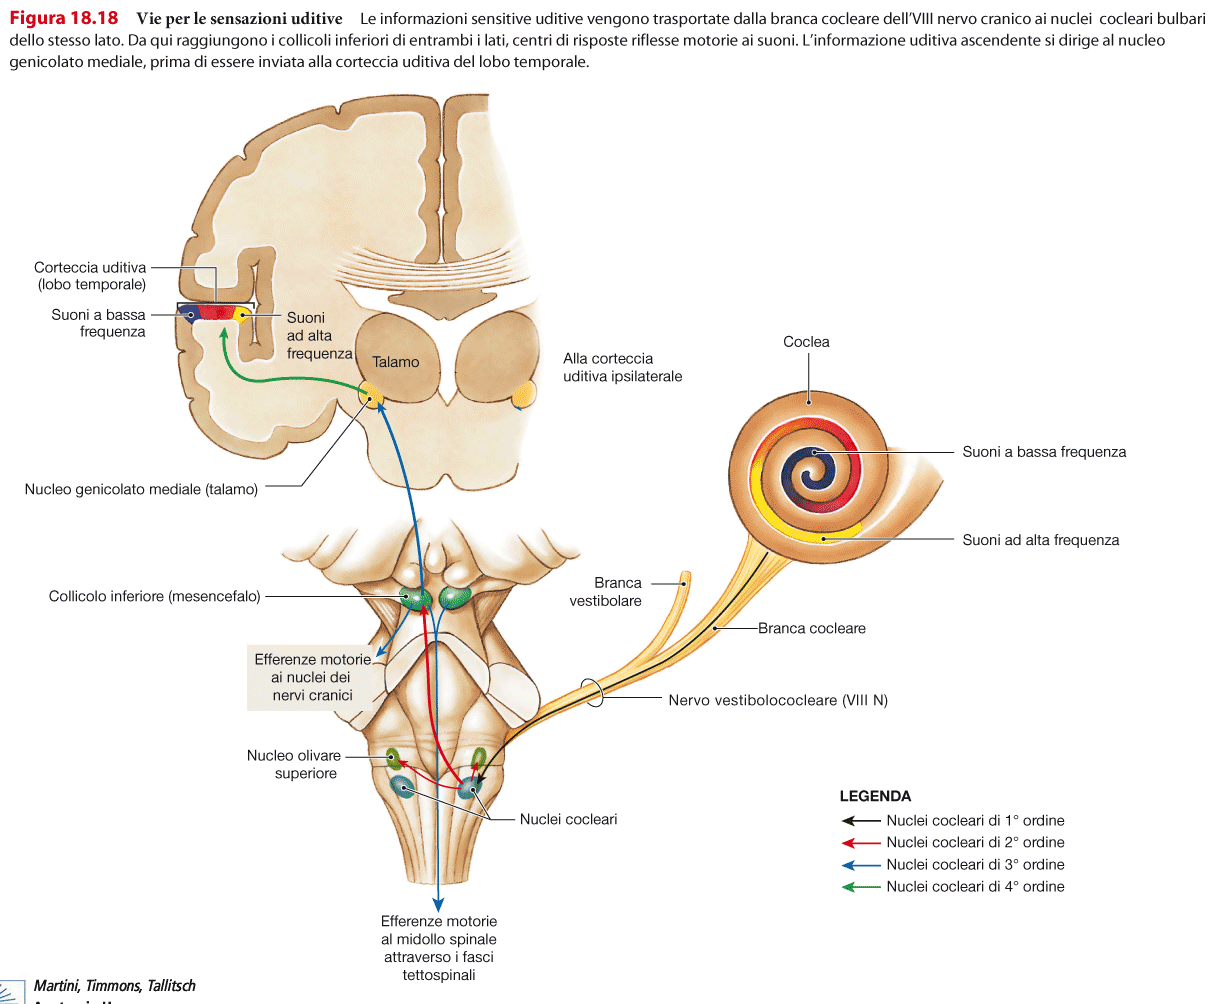 Figura 18.18 Vie per le sensazioni uditive Le informazioni sensitive uditive vengono trasportate dalla branca cocleare dell'VIII nervo cranico ai nuclei cocleari bulbari
dello stesso lato. Da qui raggiungono i collicoli inferiori di entrambi i lati, centri di risposte riflesse motorie ai suoni. L'informazione uditiva ascendente si dirige al nucleo
genicolato mediale, prima di essere inviata alla corteccia uditiva del lobo temporale.
Corteccia uditiva
(lobo temporale)
Suoni a bassa
frequenza
Suoni
ad alta
frequenza
Talamo
Alla corteccia
uditiva ipsilaterale
Coclea
Suoni a bassa frequenza
Nucleo genicolato mediale (talamo)
Suoni ad alta frequenza
Branca
vestibolare
Collicolo inferiore (mesencefalo)
Branca cocleare
Efferenze motorie
ai nuclei dei
nervi cranici
Nervo vestibolococleare (VIII N)
Nucleo olivare
superiore
Nuclei cocleari
LEGENDA
Nuclei cocleari di 1° ordine
Nuclei cocleari di 2° ordine
Nuclei cocleari di 3° ordine
Nuclei cocleari di 4° ordine
Efferenze motorie
al midollo spinale
attraverso i fasci
tettospinali
Martini, Timmons, Tallitsch